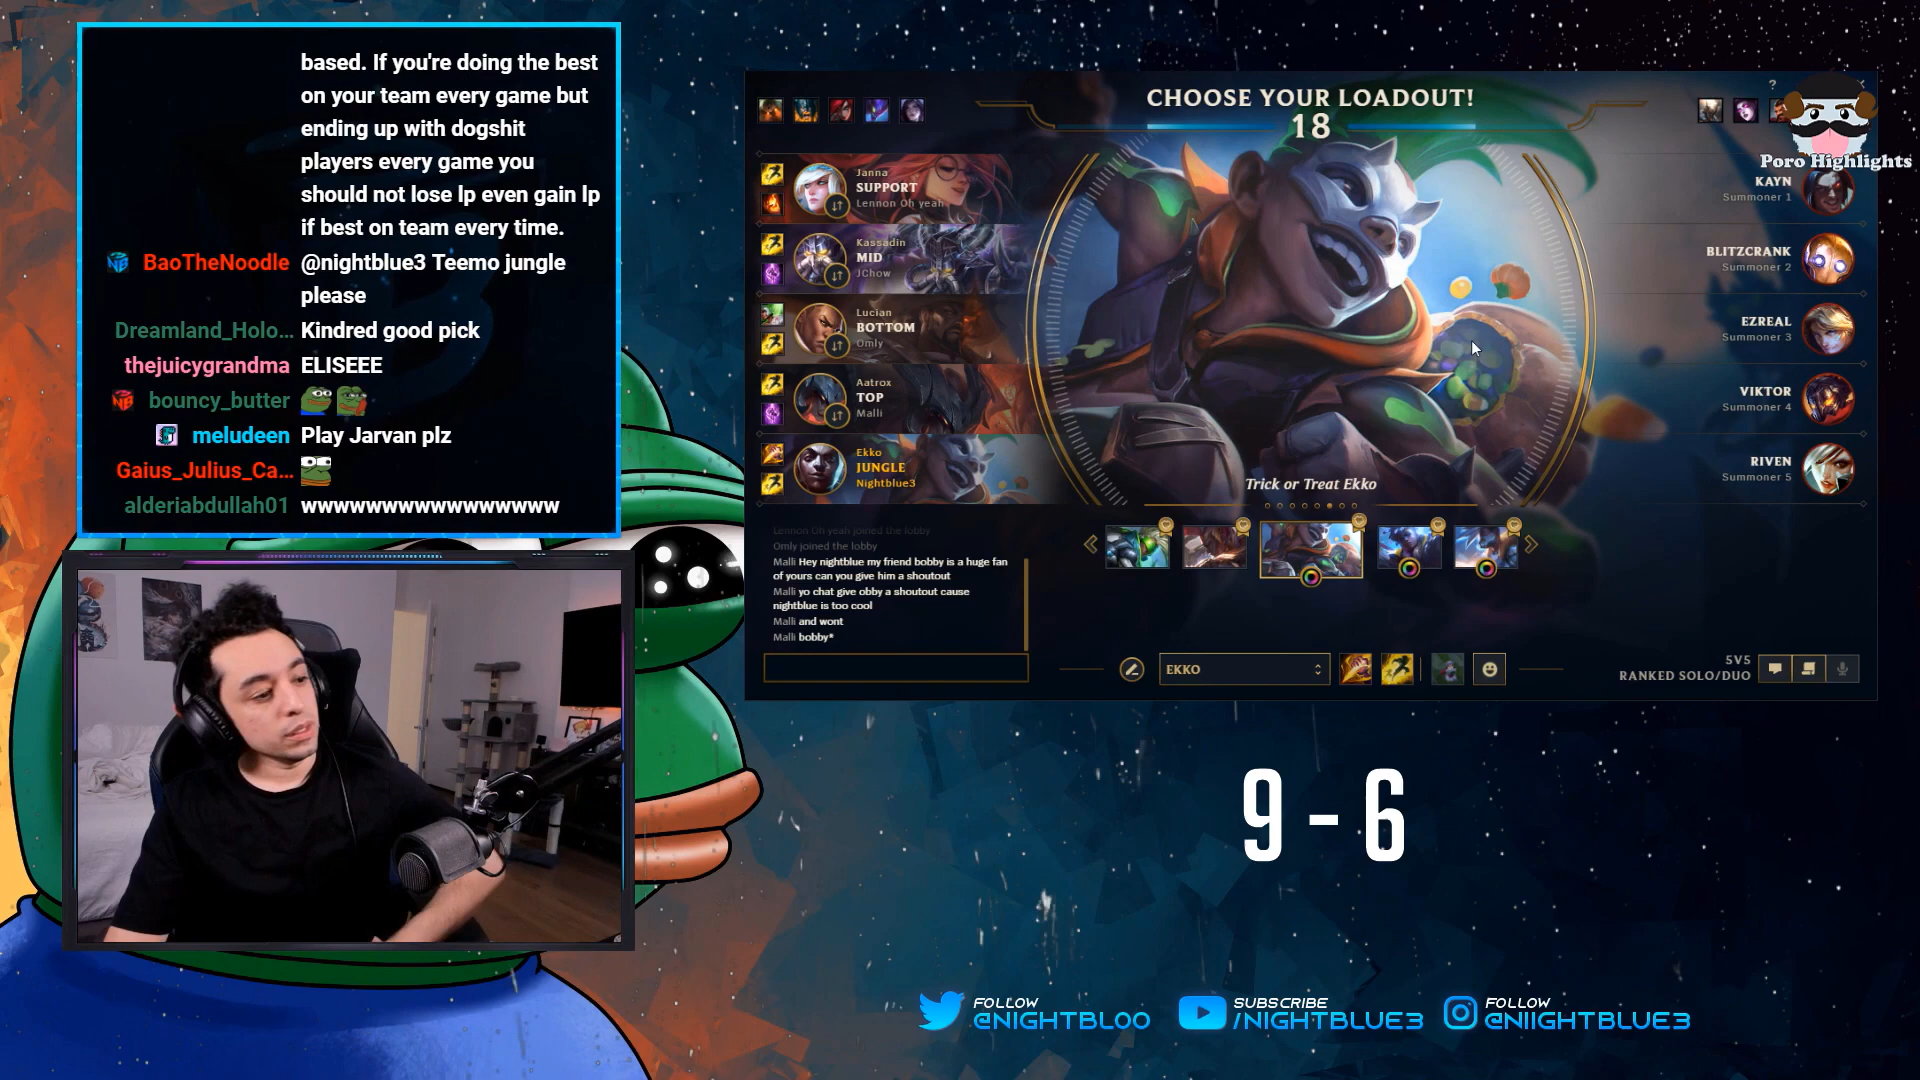 based. If you're doing the best
on your team every game but
ending up with dogshit
players every game you
should not lose lp even gain lp
if best on team every time.
BaoTheNoodle @nightblue3 Teemo jungle
please
Dreamland_Holo... Kindred good pick
thejuicygrandma ELISEEE
bouncy_butter
meludeen Play Jarvan plz
Gaius_Julius_Ca...
alderiabdullah01 wwwwwwwwwwwwwwww
CHOOSE YOUR LOADOUT!
18
?
Poro Highlights
Janna
SUPPORT
Lennon Oh yeah
Kassadin
MID
JChow
Lucian
BOTTOM
Omly
Aatrox
TOP
Malli
Ekko
JUNGLE
Nightblue3
KAYN
Summoner 1
BLITZCRANK
Summoner 2
EZREAL
Summoner 3
VIKTOR
Summoner 4
RIVEN
Summoner 5
Trick or Treat Ekko
Lennon Oh yeah joined the lobby
Omly joined the lobby
Malli Hey nightblue my friend bobby is a huge fan
of yours can you give him a shoutout
Malli yo chat give obby a shoutout cause
nightblue is too cool
Malli and wont
Malli bobby*
EKKO
5V5
RANKED SOLO/DUO
9 - 6
FOLLOW
@NIGHTBLOO
SUBSCRIBE
/NIGHTBLUE3
FOLLOW
@NIIGHTBLUE3